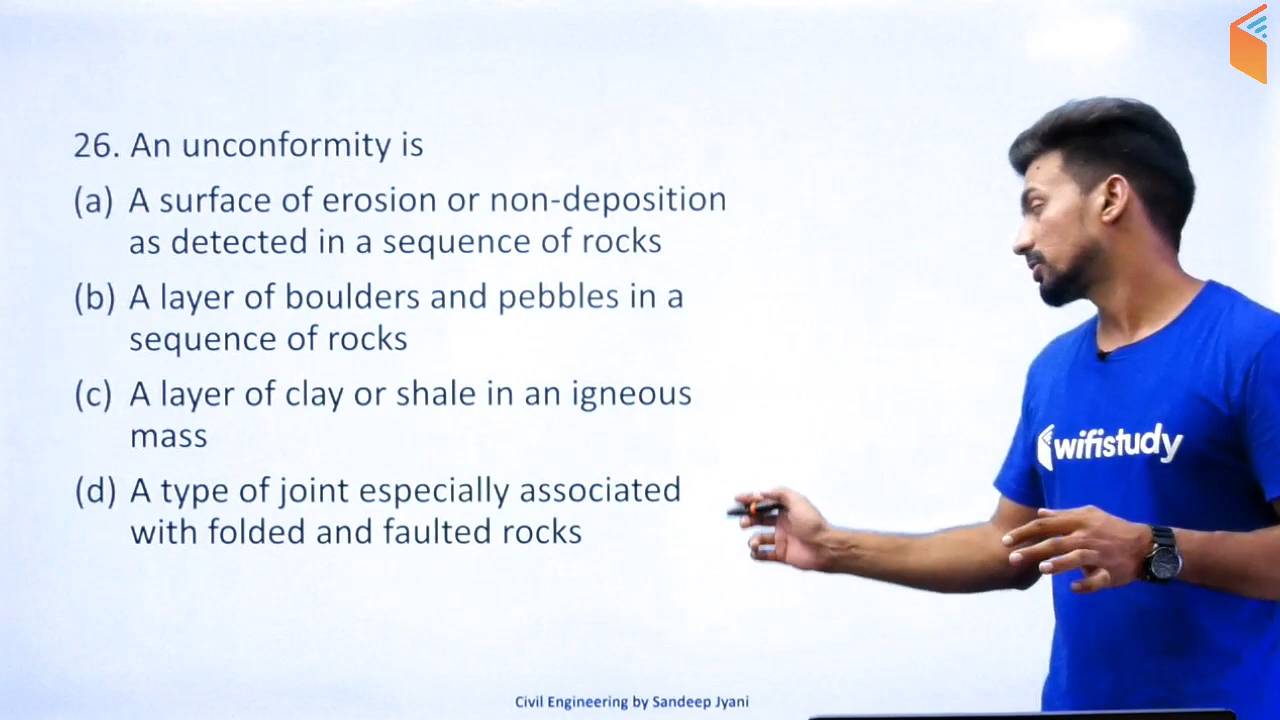 26. An unconformity is
(a) A surface of erosion or non-deposition
as detected in a sequence of rocks
(b) A layer of boulders and pebbles in a
sequence of rocks
(c) A layer of clay or shale in an igneous
mass
(d) A type of joint especially associated
with folded and faulted rocks
wifistudy
Civil Engineering by Sandeep Jyani